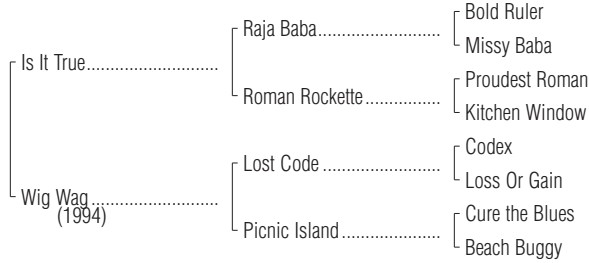 Bold Ruler
Raja Baba
Missy Baba
Is It True
Proudest Roman
Roman Rockette
Kitchen Window
Codex
Lost Code
Loss Or Gain
Wig Wag
(1994)
Cure the Blues
Picnic Island
Beach Buggy